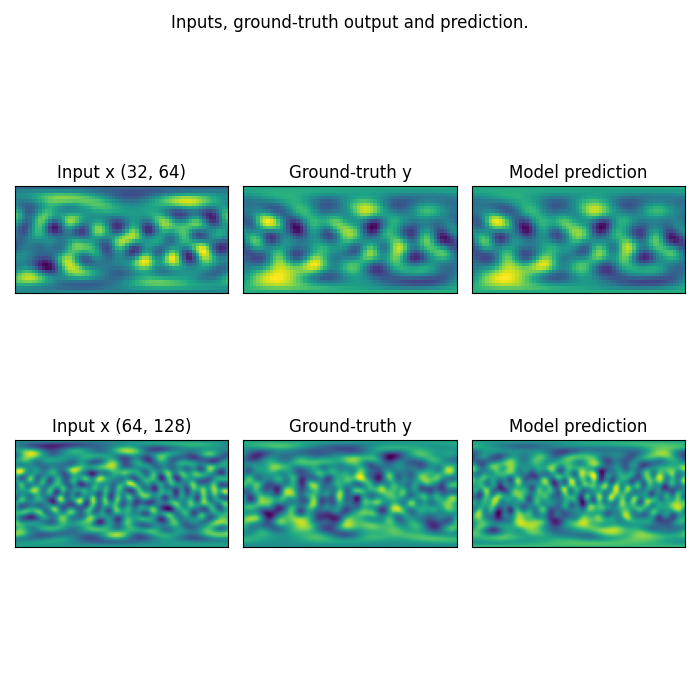 Inputs, ground-truth output and prediction.
Input x (32, 64)
Ground-truth y
Model prediction
Input x (64, 128)
Ground-truth y
Model prediction